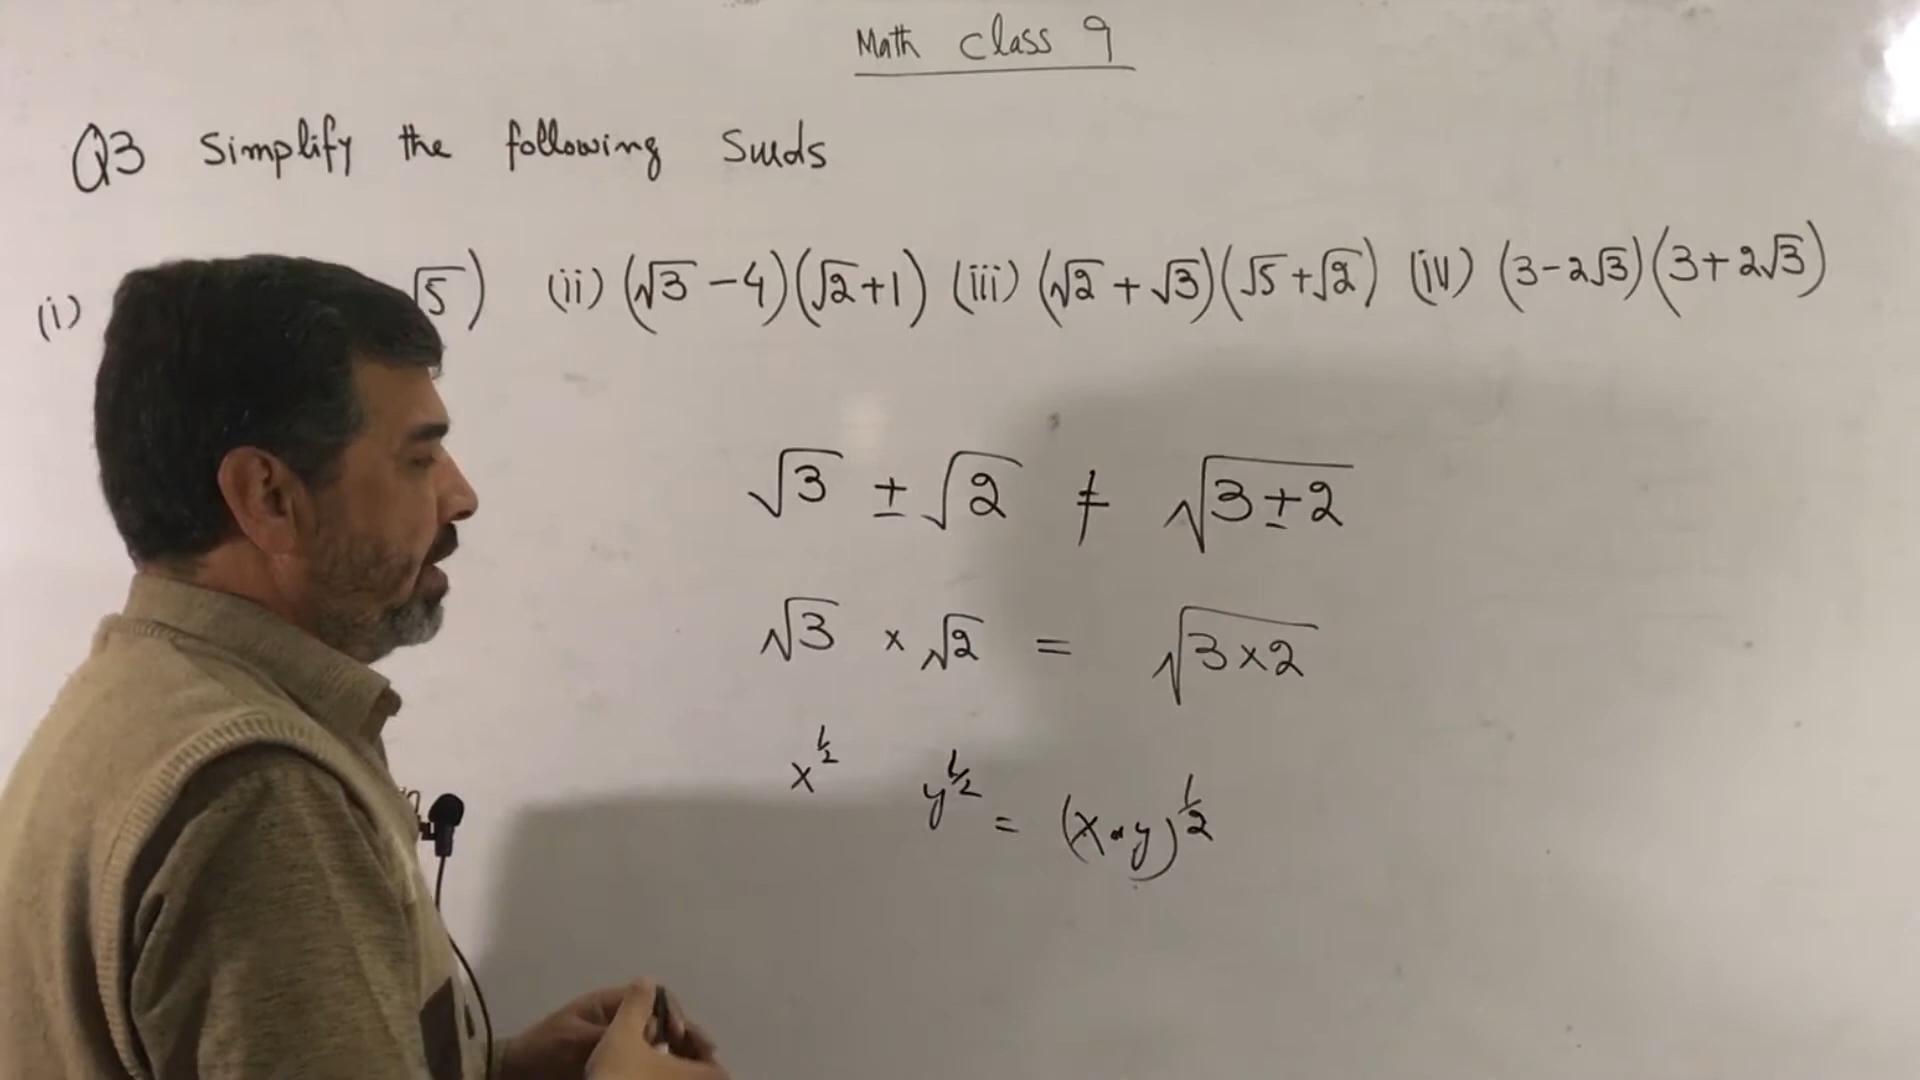 Math Class 9
Q3 Simplify the following Surds
(i) √5) (ii) (√3 - 4)(√2 + 1) (iii) (√2 + √3)(√5 + √2) (iv) (3 - 2√3)(3 + 2√3)
√3 ± √2 ≠ √(3 ± 2)
√3 × √2 = √(3 × 2)
x^½ y^½ = (x · y)^½